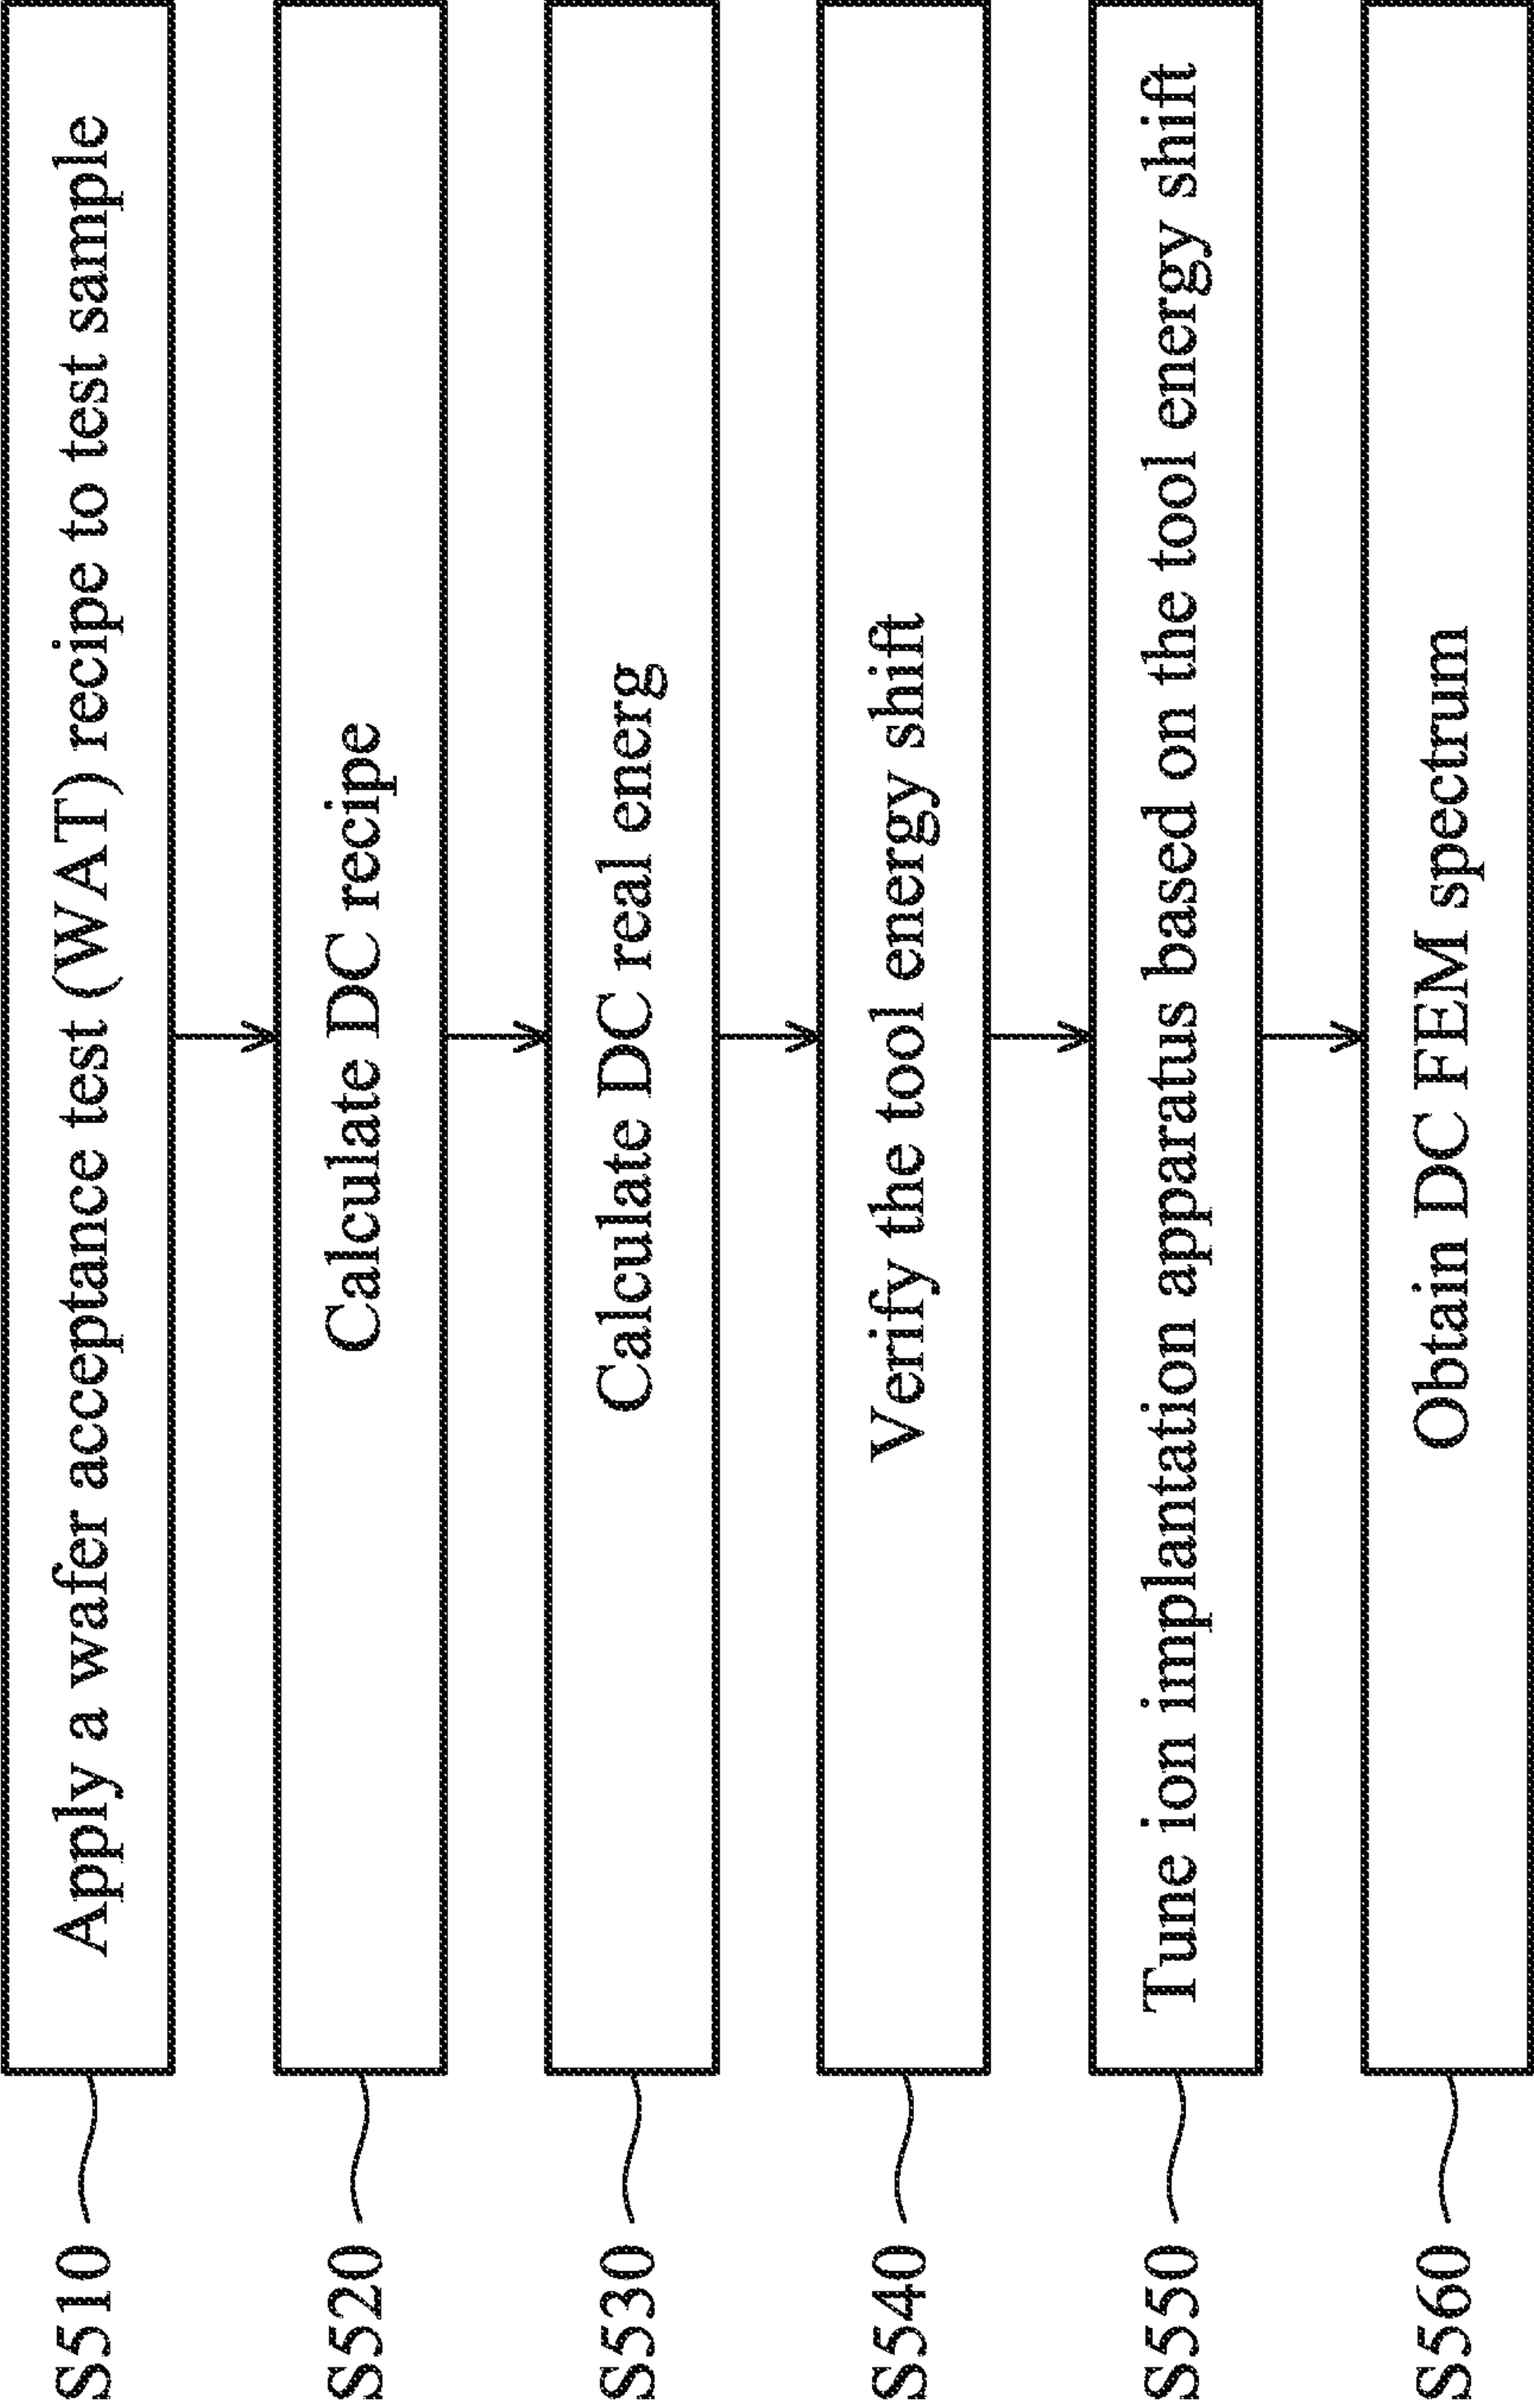 S510 Apply a wafer acceptance test (WAT) recipe to test sample
S520 Calculate DC recipe
S530 Calculate DC real energ
S540 Verify the tool energy shift
S550 Tune ion implantation apparatus based on the tool energy shift
S560 Obtain DC FEM spectrum